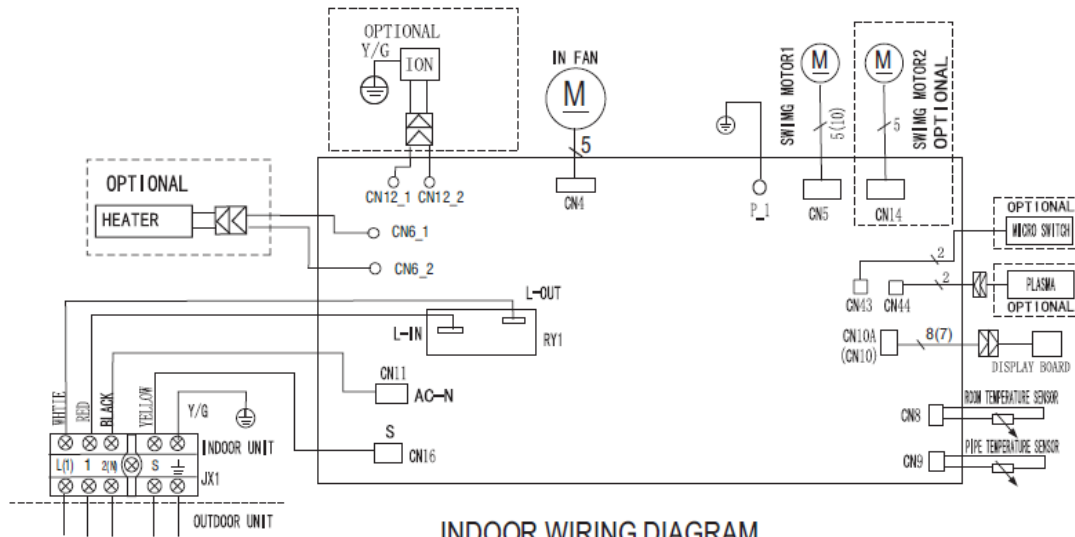 OPTIONAL
Y/G
ION
IN FAN
M
5
SWIMG MOTOR1
M
5(10)
M
5
SWIMG MOTOR2
OPTIONAL
OPTIONAL
HEATER
CN12_1 CN12_2
CN4
P_1
CN5
CN14
CN6_1
CN6_2
OPTIONAL
MICRO SWITCH
2
2
PLASMA
OPTIONAL
CN43 CN44
L-OUT
L-IN
RY1
CN10A
(CN10)
8(7)
DISPLAY BOARD
CN11
AC-N
ROOM TEMPERATURE SENSOR
CN8
WHTIE
RED
BLACK
YELLOW
Y/G
S
CN16
PIPE TEMPERATURE SENSOR
CN9
INDOOR UNIT
L(1) 1 2(N) S
JX1
OUTDOOR UNIT
INDOOR WIRING DIAGRAM